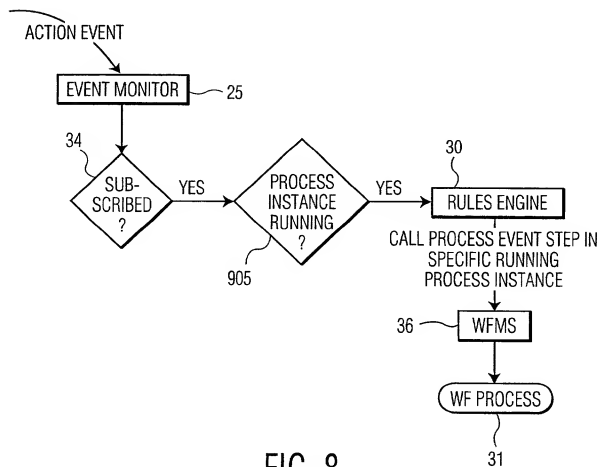 ACTION EVENT
EVENT MONITOR
25
34
SUB-
SCRIBED
?
YES
PROCESS
INSTANCE
RUNNING
?
905
YES
30
RULES ENGINE
CALL PROCESS EVENT STEP IN
SPECIFIC RUNNING
PROCESS INSTANCE
36
WFMS
WF PROCESS
31